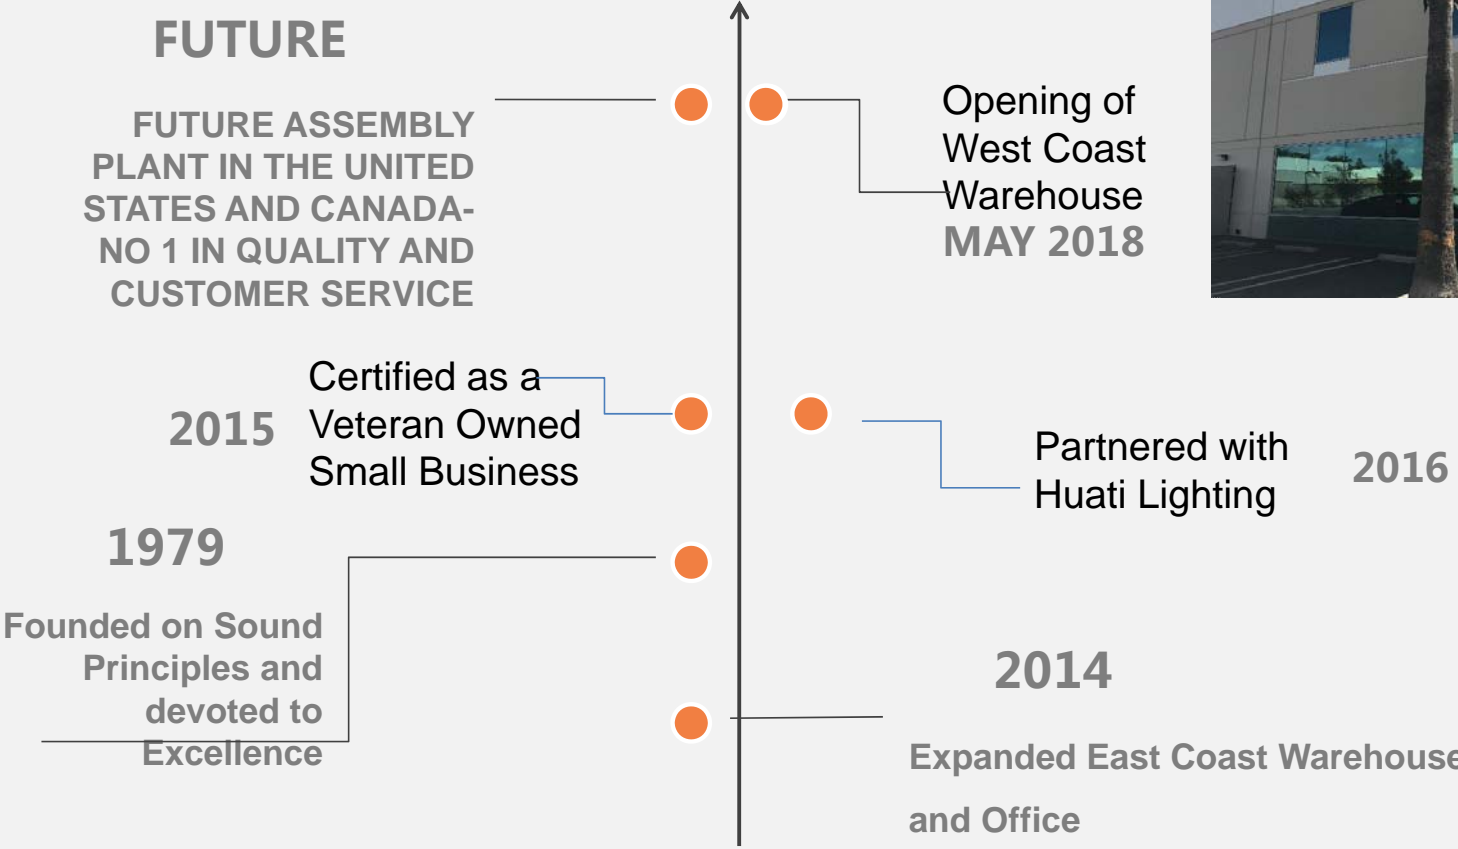 FUTURE
FUTURE ASSEMBLY
PLANT IN THE UNITED
STATES AND CANADA-
NO 1 IN QUALITY AND
CUSTOMER SERVICE
Opening of
West Coast
Warehouse
MAY 2018
2015
Certified as a
Veteran Owned
Small Business
Partnered with
Huati Lighting
2016
1979
Founded on Sound
Principles and
devoted to
Excellence
2014
Expanded East Coast Warehouse
and Office